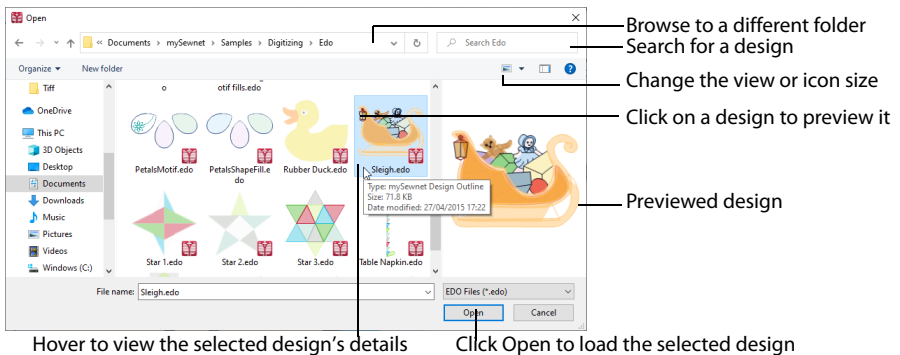 Open
Browse to a different folder
« Documents › mySewnet › Samples › Digitizing › Edo
Search Edo
Search for a design
Organize
New folder
?
Change the view or icon size
Tiff
OneDrive
This PC
3D Objects
Desktop
Documents
Downloads
Music
Pictures
Videos
Windows (C:)
o
otif fills.edo
Click on a design to preview it
PetalsMotif.edo
PetalsShapeFill.e
do
Rubber Duck.edo
Sleigh.edo
Type: mySewnet Design Outline
Size: 71.8 KB
Date modified: 27/04/2015 17:22
Previewed design
Star 1.edo
Star 2.edo
Star 3.edo
Table Napkin.edo
File name:
Sleigh.edo
EDO Files (*.edo)
Open
Cancel
Hover to view the selected design’s details
Click Open to load the selected design